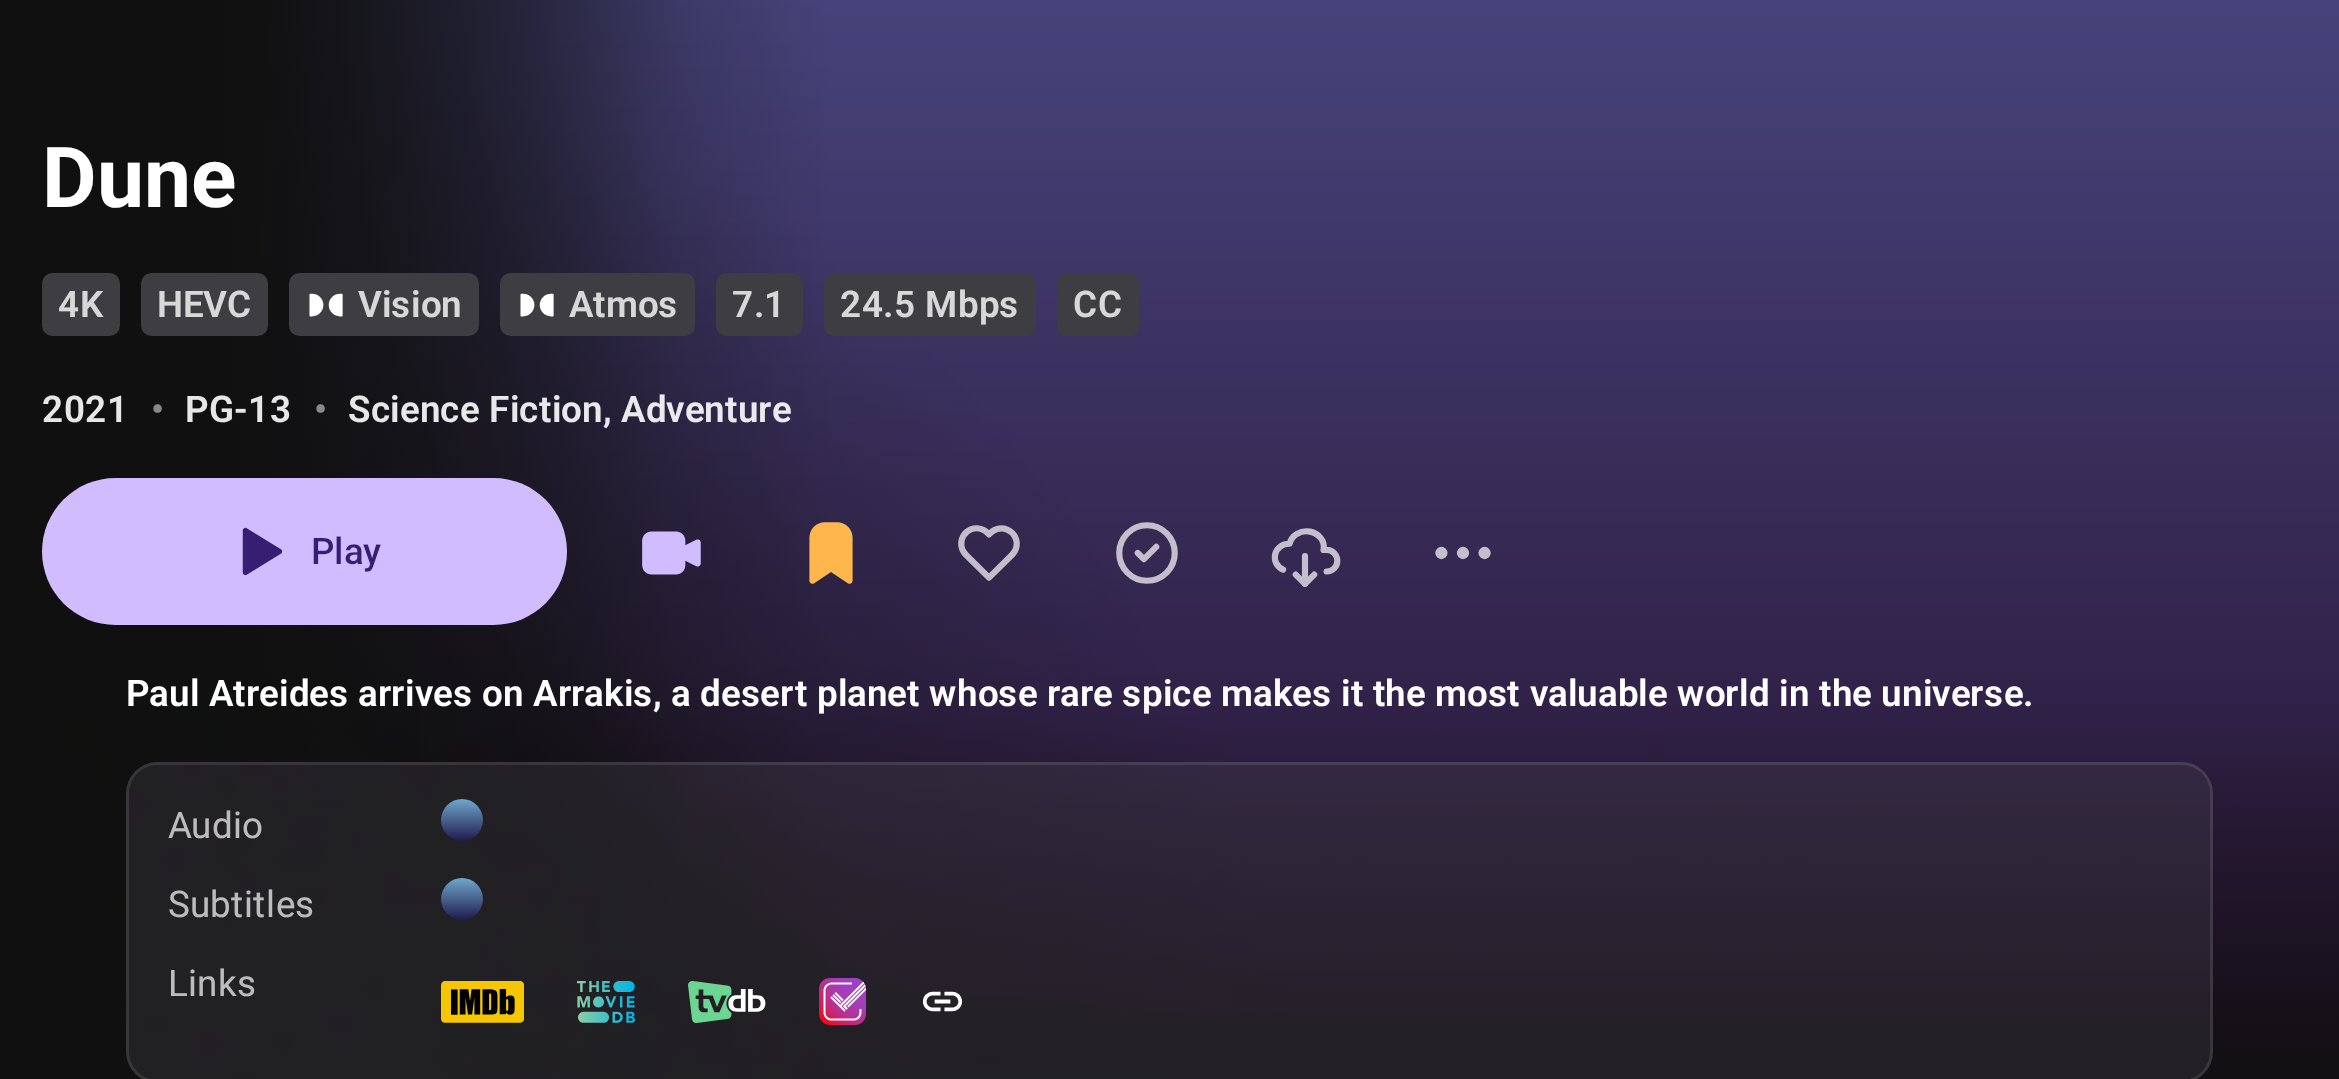 Dune
4K HEVC Vision Atmos 7.1 24.5 Mbps CC
2021 • PG-13 • Science Fiction, Adventure
Play
Paul Atreides arrives on Arrakis, a desert planet whose rare spice makes it the most valuable world in the universe.
Audio
Subtitles
Links
IMDb THE MOVIE DB tvdb